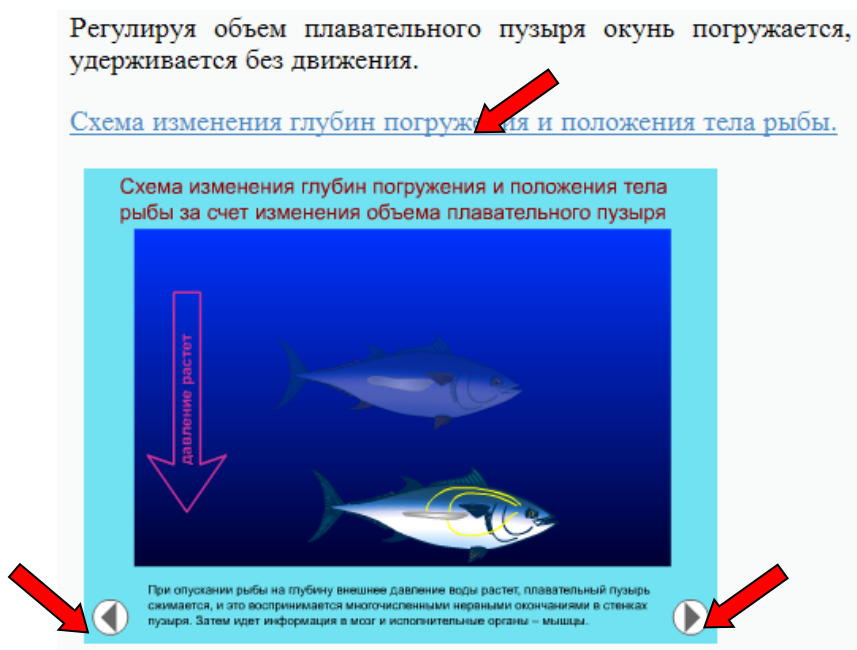 Регулируя объем плавательного пузыря окунь погружается,
удерживается без движения.
Схема изменения глубин погруже ия и положения тела рыбы.
Схема изменения глубин погружения и положения тела
рыбы за счет изменения объема плавательного пузыря
давление растет
При опускании рыбы на глубину внешнее давление воды растет, плавательный пузырь
сжимается, и это воспринимается многочисленными нервными окончаниями в стенках
пузыря. Затем идет информация в мозг и исполнительные органы – мышцы.